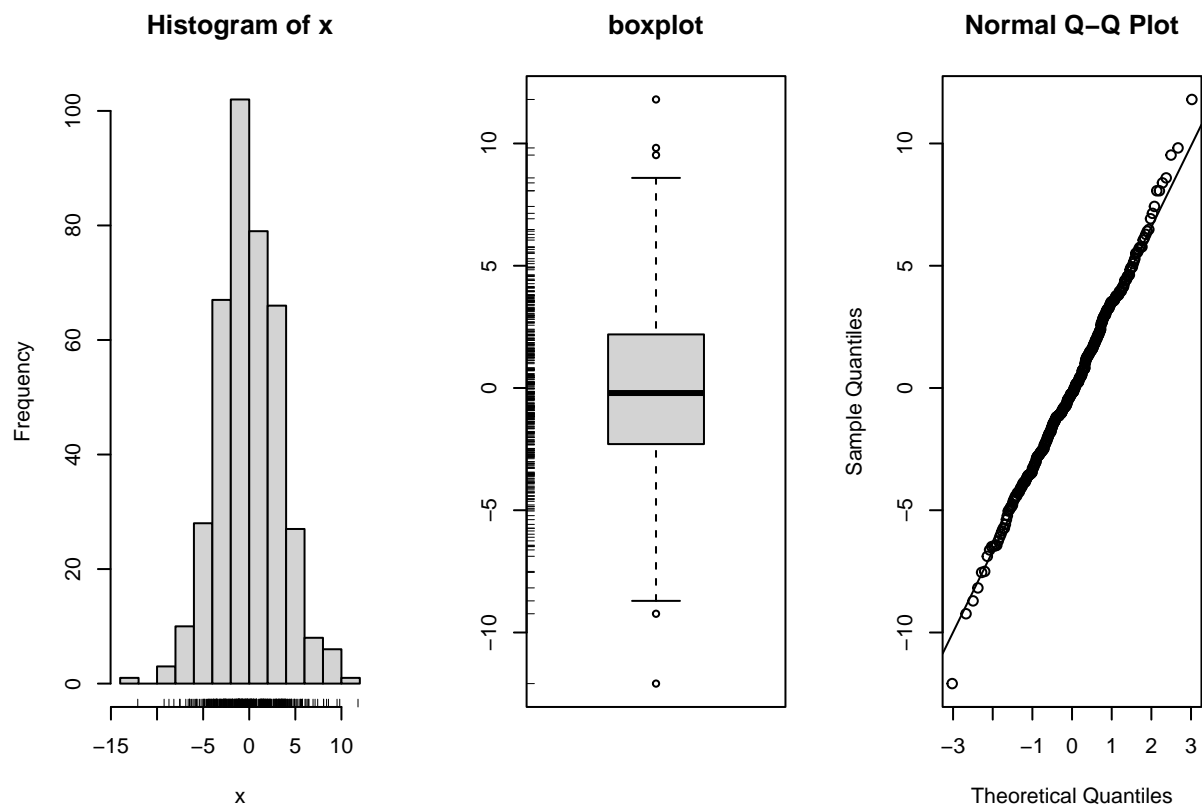 Histogram of x
Frequency
0 20 40 60 80 100
−15 −5 0 5 10
x
boxplot
−10 −5 0 5 10
Normal Q−Q Plot
Sample Quantiles
−10 −5 0 5 10
−3 −2 −1 0 1 2 3
Theoretical Quantiles